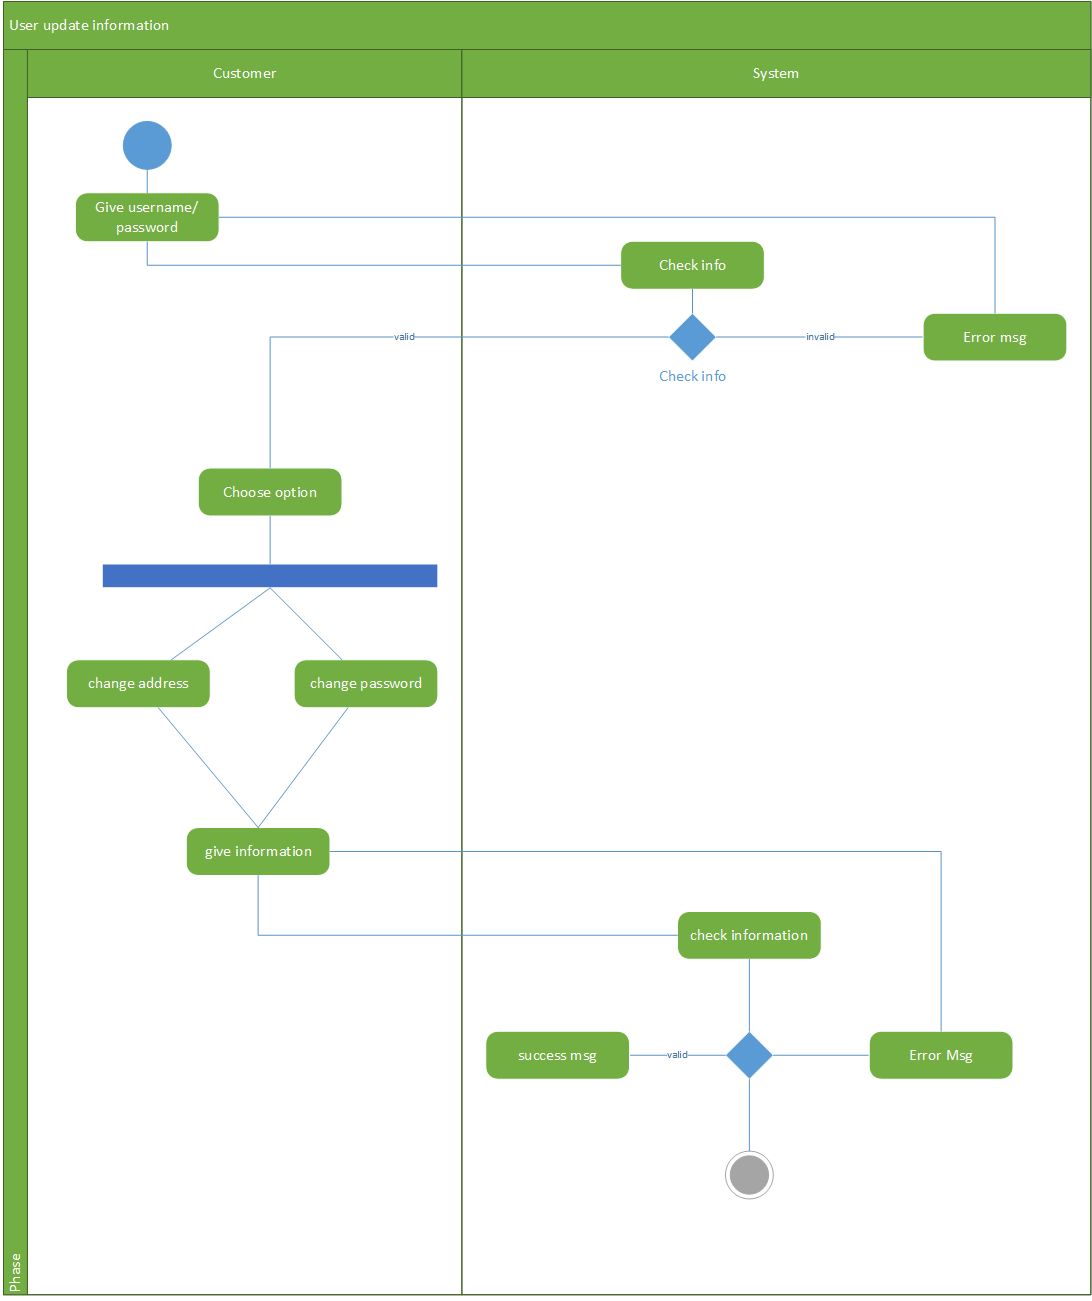 User update information
Customer
System
Give username/
password
Check info
valid
invalid
Error msg
Check info
Choose option
change address
change password
give information
check information
success msg
valid
Error Msg
Phase